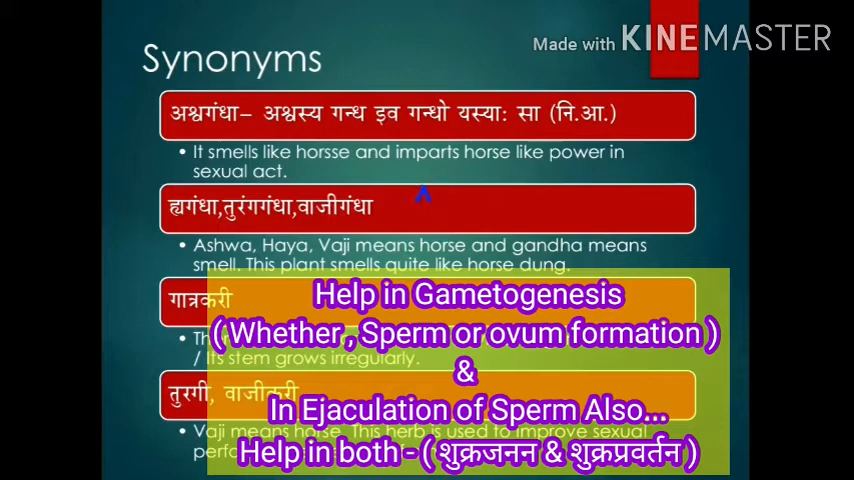 Made with KINEMASTER
Synonyms
अश्वगंधा– अश्वस्य गन्ध इव गन्धो यस्या: सा (नि.आ.)
• It smells like horsse and imparts horse like power in
sexual act.
ह्यगंधा,तुरंगगंधा,वाजीगंधा
• Ashwa, Haya, Vaji means horse and gandha means
smell. This plant smells quite like horse dung.
गात्रकरी
/ Its stem grows irregularly.
तुरगी, वाजीकरी
• Vaji means horse. This herb is used to improve sexual
Help in Gametogenesis
( Whether , Sperm or ovum formation )
&
In Ejaculation of Sperm Also...
Help in both - ( शुक्रजनन & शुक्रप्रवर्तन )